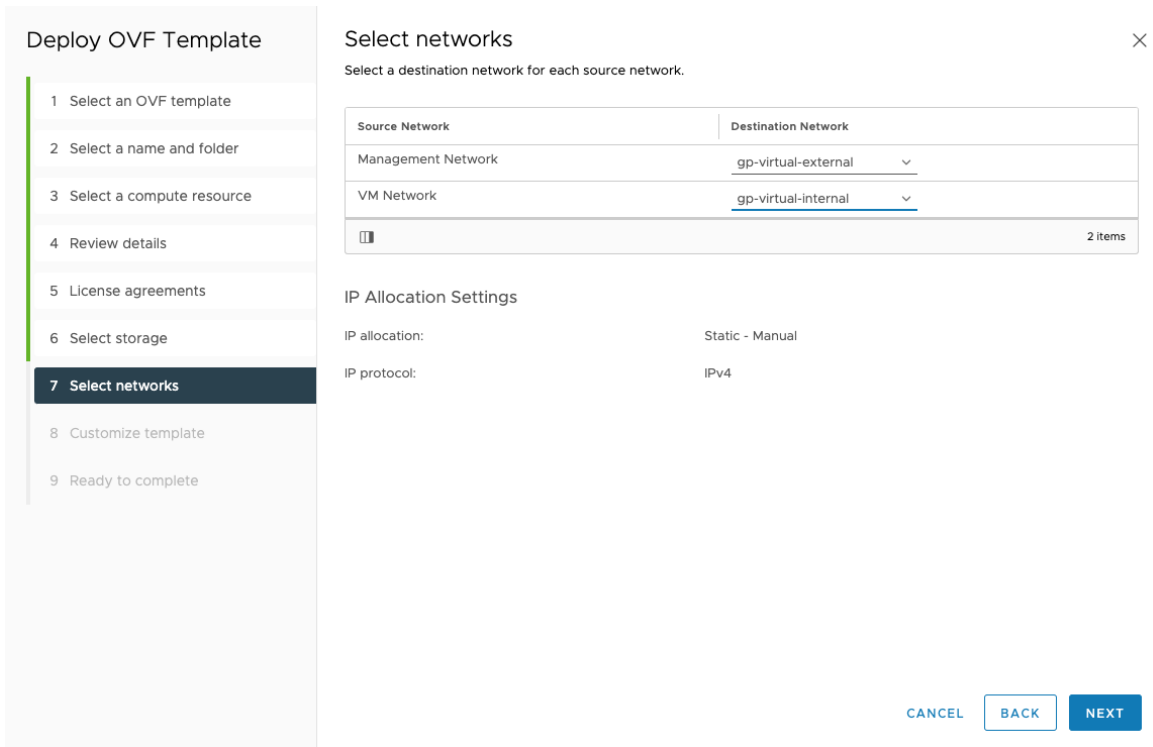 Deploy OVF Template
1 Select an OVF template
2 Select a name and folder
3 Select a compute resource
4 Review details
5 License agreements
6 Select storage
7 Select networks
8 Customize template
9 Ready to complete
Select networks
Select a destination network for each source network.
Source Network Destination Network
Management Network gp-virtual-external
VM Network gp-virtual-internal
2 items
IP Allocation Settings
IP allocation: Static - Manual
IP protocol: IPv4
CANCEL BACK NEXT